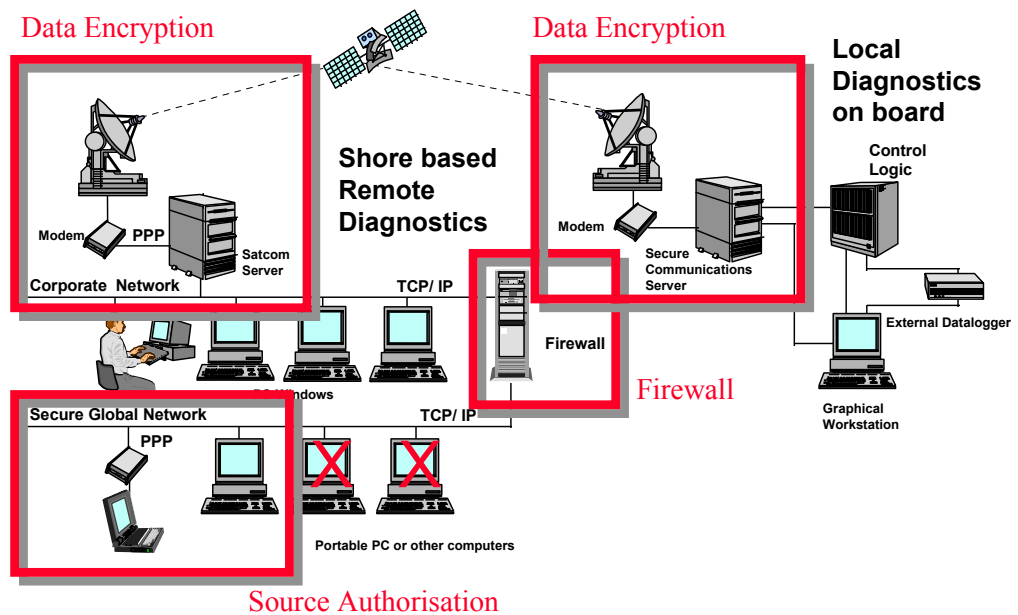 Data Encryption
Data Encryption
Local
Diagnostics
on board
Shore based
Remote
Diagnostics
Control
Logic
Modem
PPP
Satcom
Server
Modem
Secure
Communications
Server
Corporate Network
TCP/ IP
Firewall
External Datalogger
Windows
Firewall
Graphical
Workstation
Secure Global Network
TCP/ IP
PPP
X
X
Portable PC or other computers
Source Authorisation